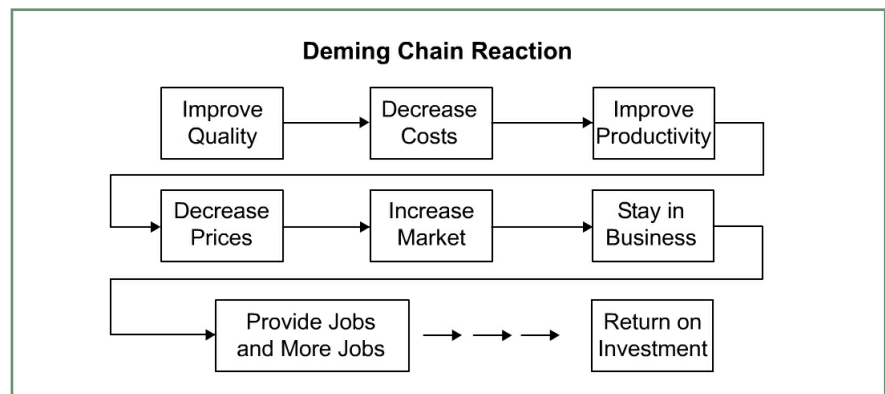 Deming Chain Reaction
Improve
Quality
Decrease
Costs
Improve
Productivity
Decrease
Prices
Increase
Market
Stay in
Business
Provide Jobs
and More Jobs
Return on
Investment